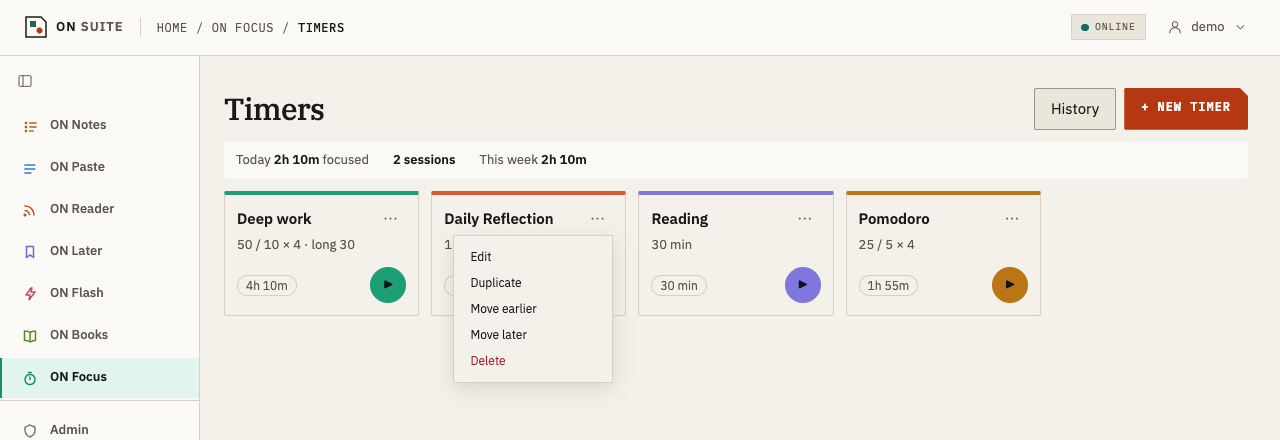 ON SUITE
HOME / ON FOCUS / TIMERS
ONLINE
demo
ON Notes
ON Paste
ON Reader
ON Later
ON Flash
ON Books
ON Focus
Admin
Timers
History
+ NEW TIMER
Today 2h 10m focused
2 sessions
This week 2h 10m
Deep work
50 / 10 × 4 · long 30
4h 10m
Daily Reflection
1
Edit
Duplicate
Move earlier
Move later
Delete
Reading
30 min
30 min
Pomodoro
25 / 5 × 4
1h 55m